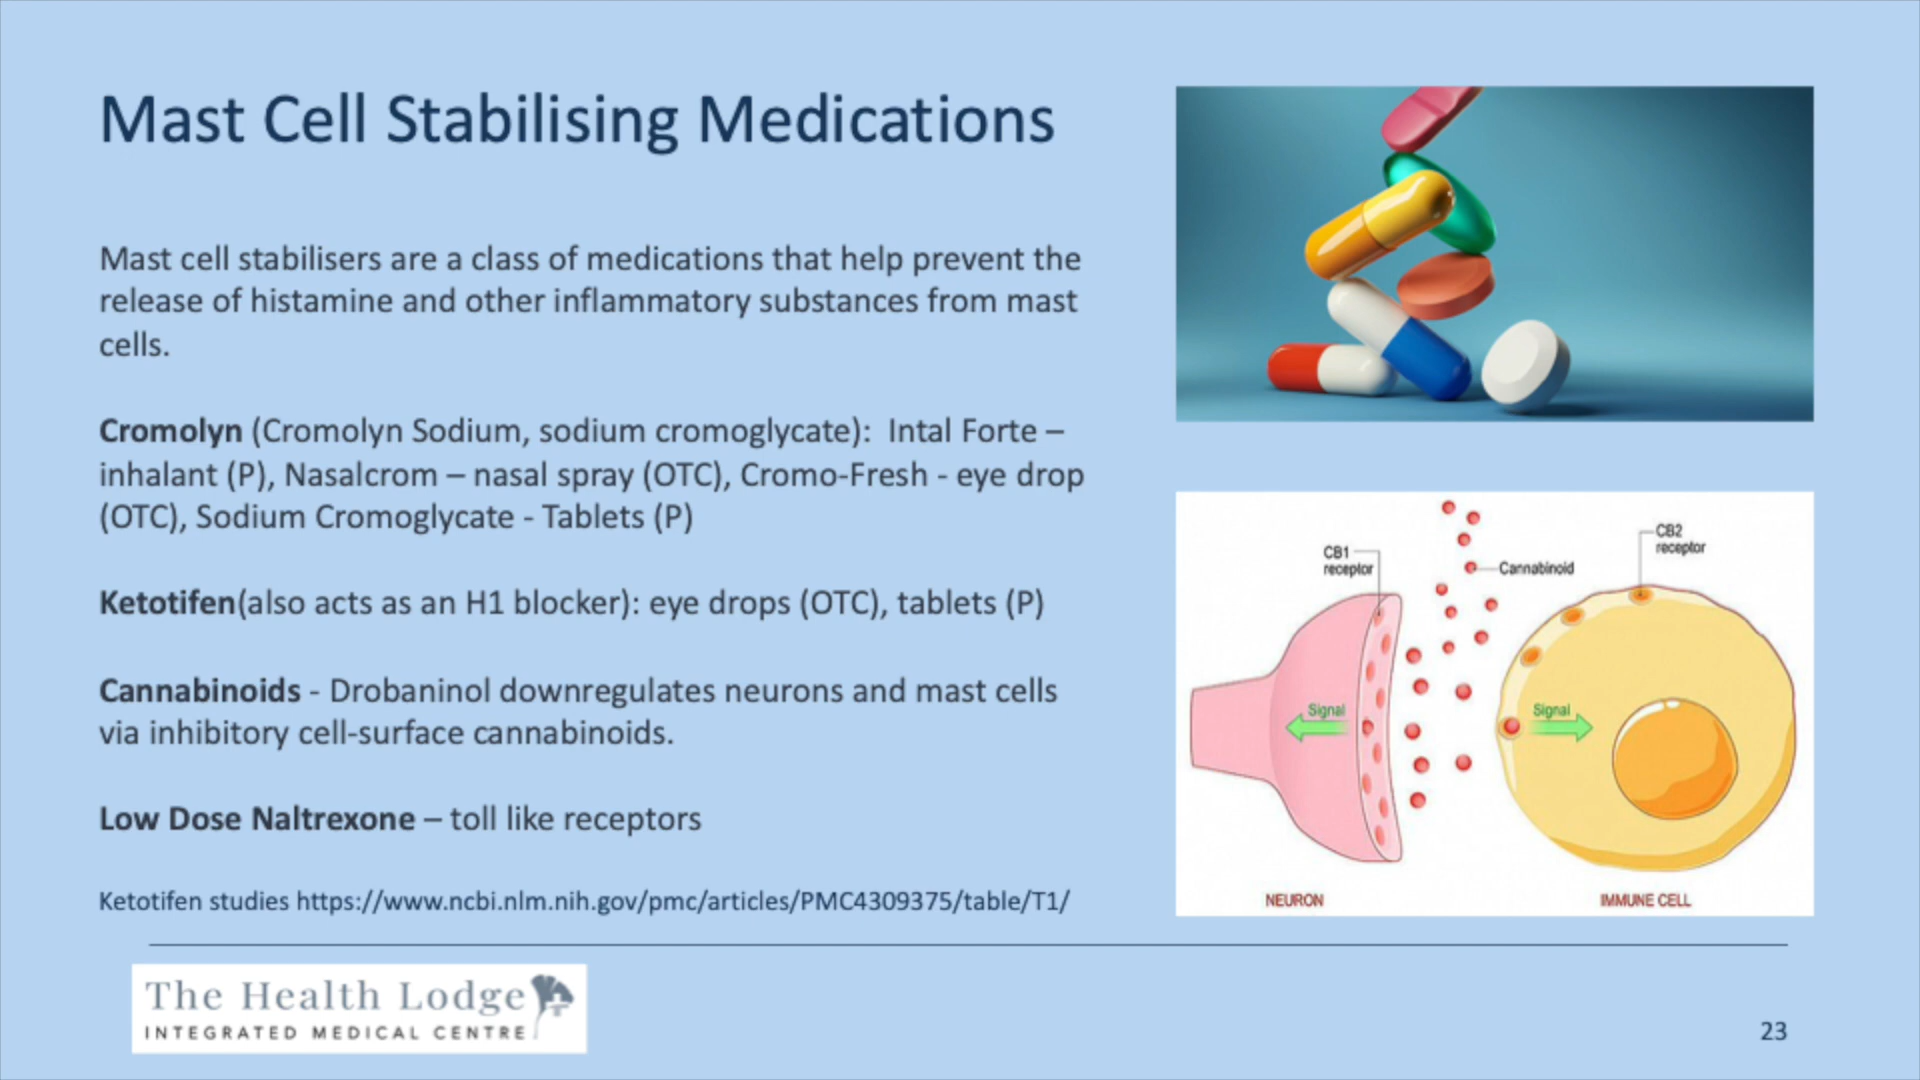 Mast Cell Stabilising Medications
Mast cell stabilisers are a class of medications that help prevent the
release of histamine and other inflammatory substances from mast
cells.
Cromolyn (Cromolyn Sodium, sodium cromoglycate):  Intal Forte –
inhalant (P), Nasalcrom – nasal spray (OTC), Cromo-Fresh - eye drop
(OTC), Sodium Cromoglycate - Tablets (P)
Ketotifen(also acts as an H1 blocker): eye drops (OTC), tablets (P)
Cannabinoids - Drobaninol downregulates neurons and mast cells
via inhibitory cell-surface cannabinoids.
Low Dose Naltrexone – toll like receptors
Ketotifen studies https://www.ncbi.nlm.nih.gov/pmc/articles/PMC4309375/table/T1/
CB1
receptor
Cannabinoid
CB2
receptor
Signal
Signal
NEURON
IMMUNE CELL
The Health Lodge
INTEGRATED MEDICAL CENTRE
23